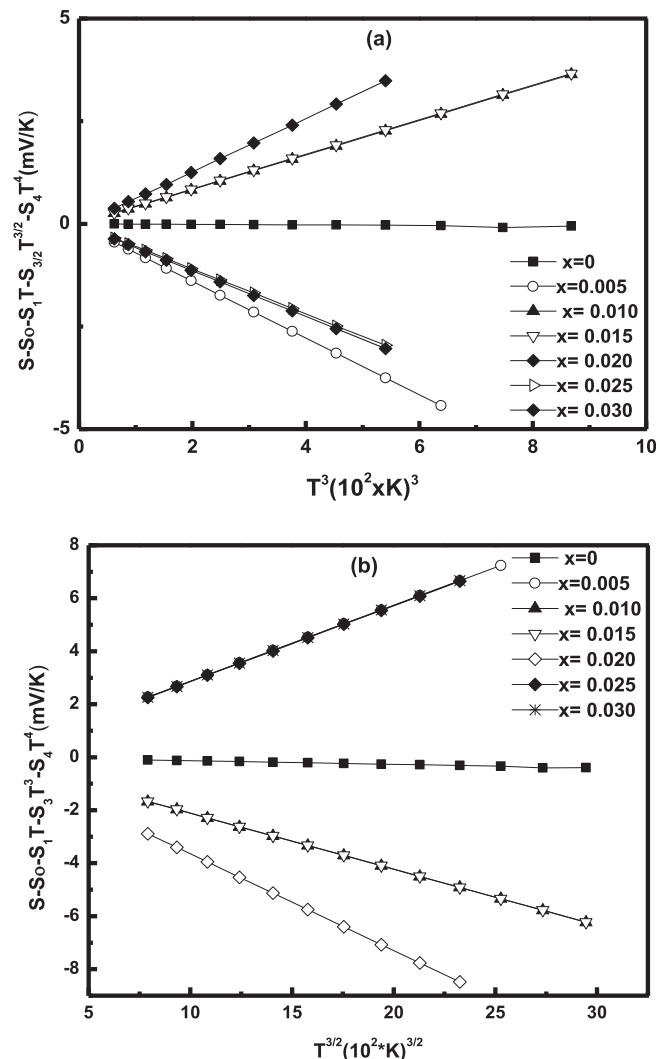 5
(a)
S-So-S₁T-S₃/₂T³/²-S₄T⁴(mV/K)
0
x=0
x=0.005
x= 0.010
x= 0.015
x= 0.020
x= 0.025
x= 0.030
-5
0 2 4 6 8 10
T³(10²xK)³
8
(b)
x=0
x=0.005
x= 0.010
x= 0.015
x= 0.020
x= 0.025
x= 0.030
6
4
2
S-So-S₁T-S₃T³-S₄T⁴(mV/K)
0
-2
-4
-6
-8
5 10 15 20 25 30
T³/²(10²*K)³/²